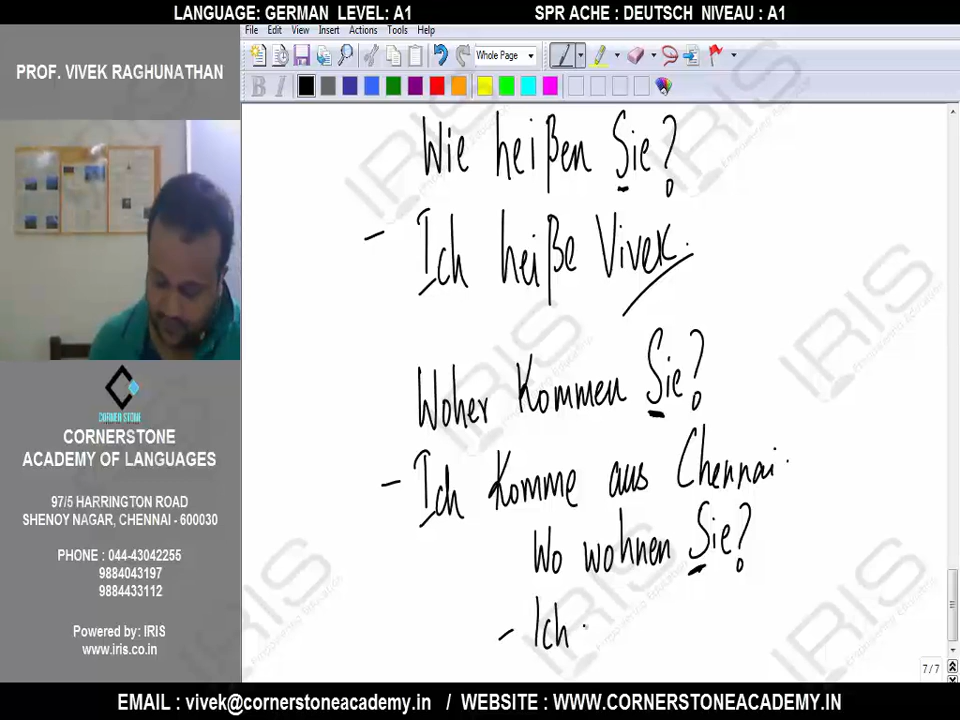 LANGUAGE: GERMAN LEVEL: A1
SPR ACHE : DEUTSCH NIVEAU : A1
PROF. VIVEK RAGHUNATHAN
File Edit View Insert Actions Tools Help
Whole Page
B I
Wie heißen Sie?
- Ich heiße Vivek.
Woher kommen Sie?
- Ich komme aus Chennai.
Wo wohnen Sie?
- Ich
7/7
CORNER STONE
CORNERSTONE
ACADEMY OF LANGUAGES
97/5 HARRINGTON ROAD
SHENOY NAGAR, CHENNAI - 600030
PHONE : 044-43042255
9884043197
9884433112
Powered by: IRIS
www.iris.co.in
IRIS
EMAIL : vivek@cornerstoneacademy.in / WEBSITE : WWW.CORNERSTONEACADEMY.IN